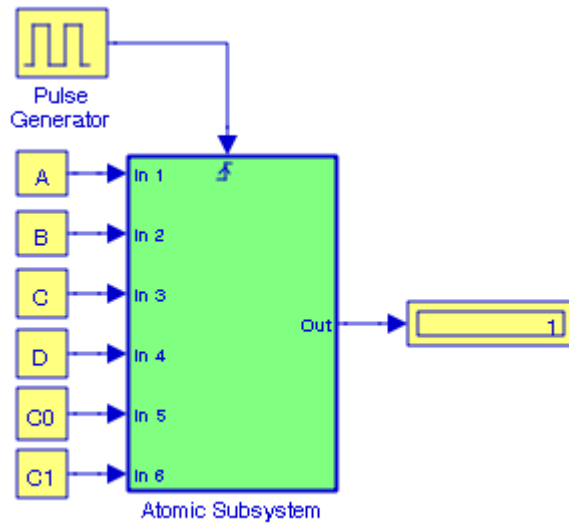 Pulse
Generator
A
In 1
B
In 2
C
In 3
Out
1
D
In 4
C0
In 5
C1
In 6
Atomic Subsystem